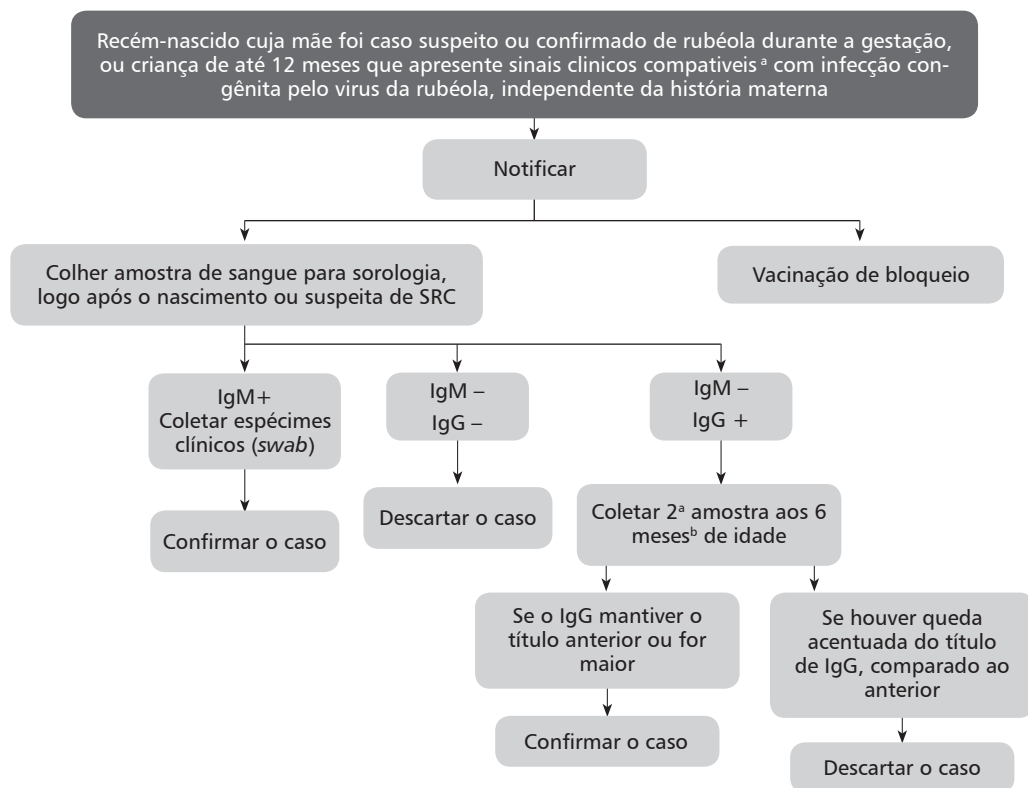 Recém-nascido cuja mãe foi caso suspeito ou confirmado de rubéola durante a gestação,
ou criança de até 12 meses que apresente sinais clinicos compativeis ª com infecção con-
gênita pelo virus da rubéola, independente da história materna
Notificar
Colher amostra de sangue para sorologia,
logo após o nascimento ou suspeita de SRC
Vacinação de bloqueio
IgM+
Coletar espécimes
clínicos (swab)
IgM –
IgG –
IgM –
IgG +
Confirmar o caso
Descartar o caso
Coletar 2ª amostra aos 6
mesesᵇ de idade
Se o IgG mantiver o
título anterior ou for
maior
Se houver queda
acentuada do título
de IgG, comparado ao
anterior
Confirmar o caso
Descartar o caso